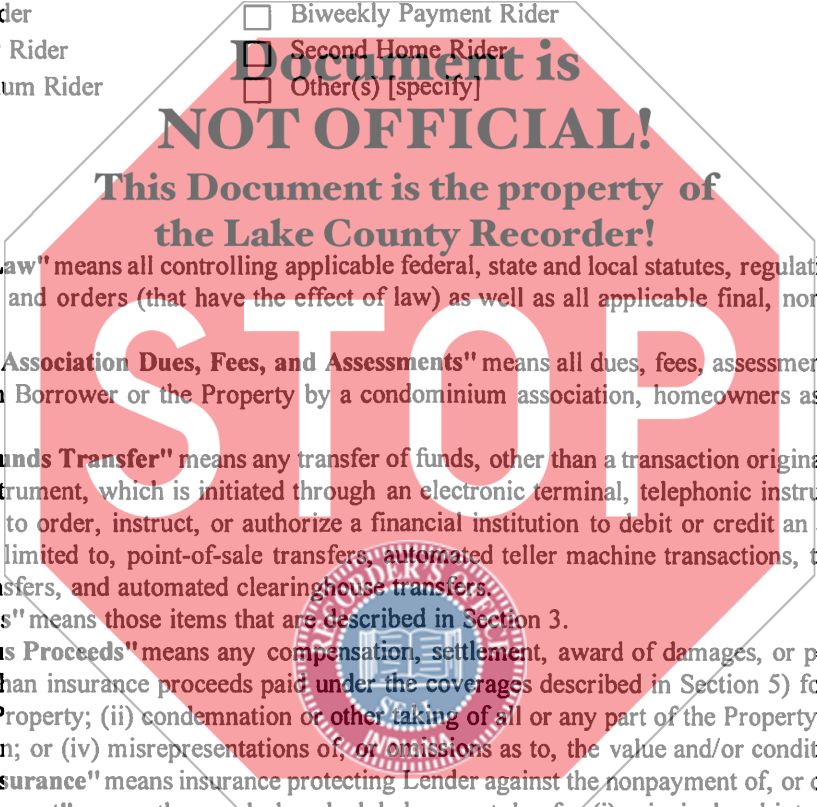 der ☐ Biweekly Payment Rider
Rider ☐ Second Home Rider
um Rider ☐ Other(s) [specify]
Document is
NOT OFFICIAL!
This Document is the property of
the Lake County Recorder!
Law" means all controlling applicable federal, state and local statutes, regulati
and orders (that have the effect of law) as well as all applicable final, non
Association Dues, Fees, and Assessments" means all dues, fees, assessmen
Borrower or the Property by a condominium association, homeowners as
STOP
unds Transfer" means any transfer of funds, other than a transaction origina
trument, which is initiated through an electronic terminal, telephonic instru
to order, instruct, or authorize a financial institution to debit or credit an
limited to, point-of-sale transfers, automated teller machine transactions, t
sfers, and automated clearinghouse transfers.
s" means those items that are described in Section 3.
s Proceeds" means any compensation, settlement, award of damages, or p
han insurance proceeds paid under the coverages described in Section 5) fo
Property; (ii) condemnation or other taking of all or any part of the Property
n; or (iv) misrepresentations of, or omissions as to, the value and/or condit
surance" means insurance protecting Lender against the nonpayment of, or
RECORDER'S OFFICE
SEAL
INDIANA